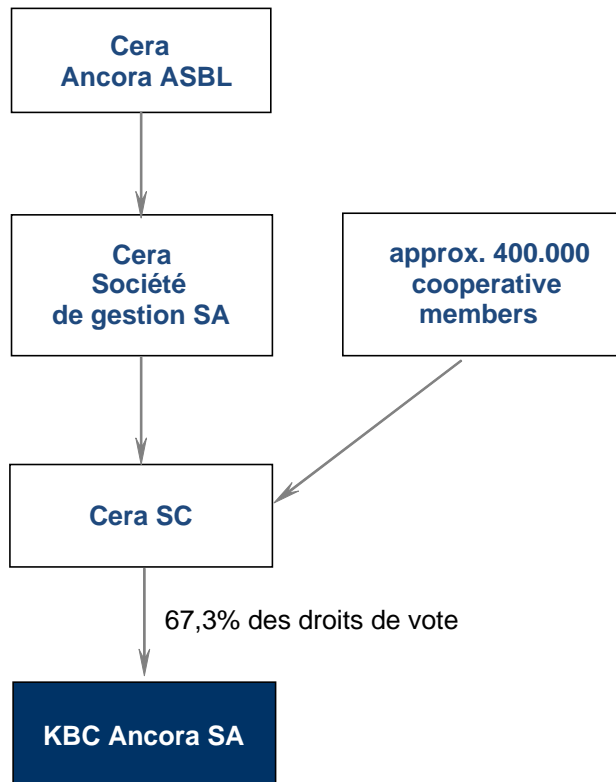 Cera
Ancora ASBL
Cera
Société
de gestion SA
approx. 400.000
cooperative
members
Cera SC
67,3% des droits de vote
KBC Ancora SA